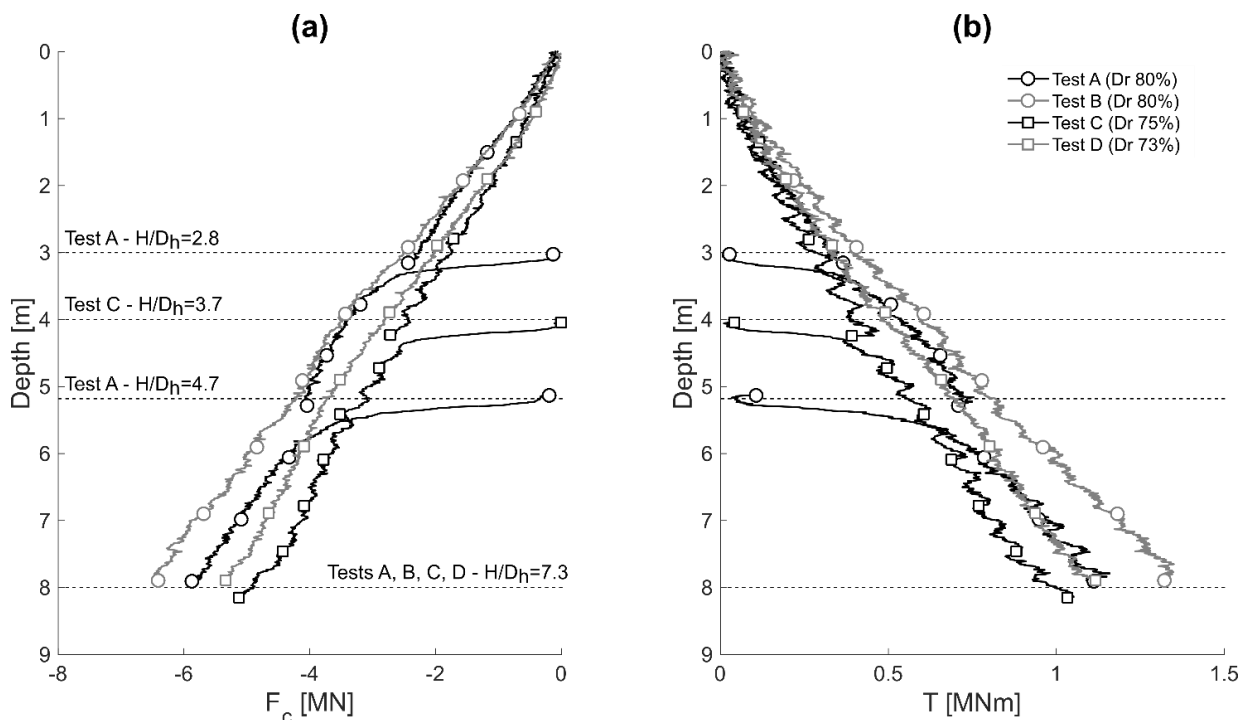 (a)
0
1
2
3
4
5
6
7
8
9
Depth [m]
Test A - H/Dh=2.8
Test C - H/Dh=3.7
Test A - H/Dh=4.7
Tests A, B, C, D - H/Dh=7.3
-8
-6
-4
-2
0
F_c [MN]
(b)
0
1
2
3
4
5
6
7
8
9
Depth [m]
Test A (Dr 80%)
Test B (Dr 80%)
Test C (Dr 75%)
Test D (Dr 73%)
0
0.5
1
1.5
T [MNm]